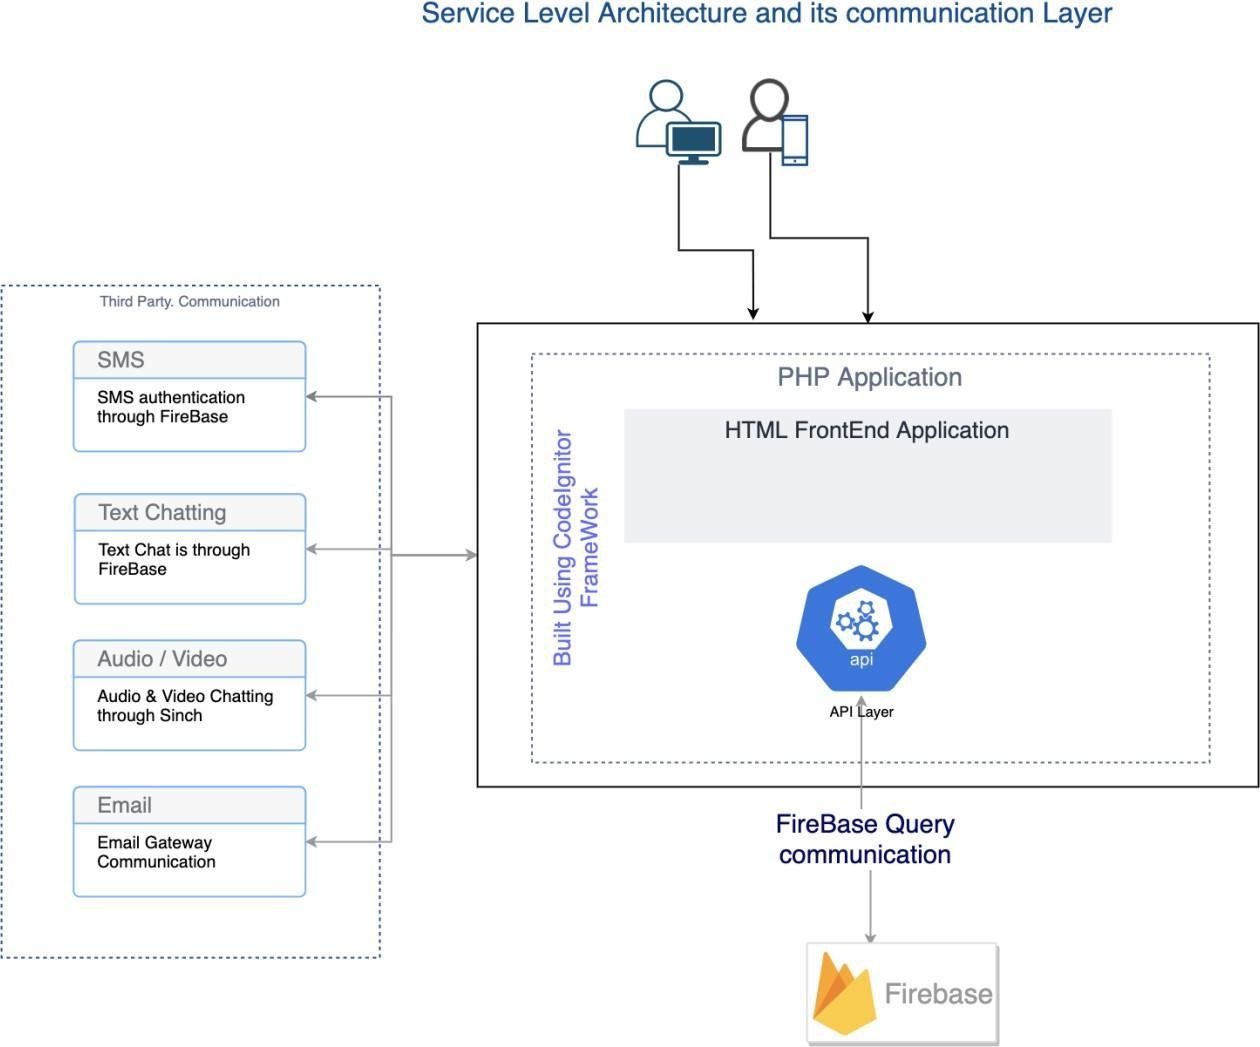 Service Level Architecture and its communication Layer
Third Party. Communication
SMS
SMS authentication
through FireBase
Text Chatting
Text Chat is through
FireBase
Audio / Video
Audio & Video Chatting
through Sinch
Email
Email Gateway
Communication
PHP Application
HTML FrontEnd Application
Built Using CodeIgnitor
FrameWork
api
API Layer
FireBase Query
communication
Firebase